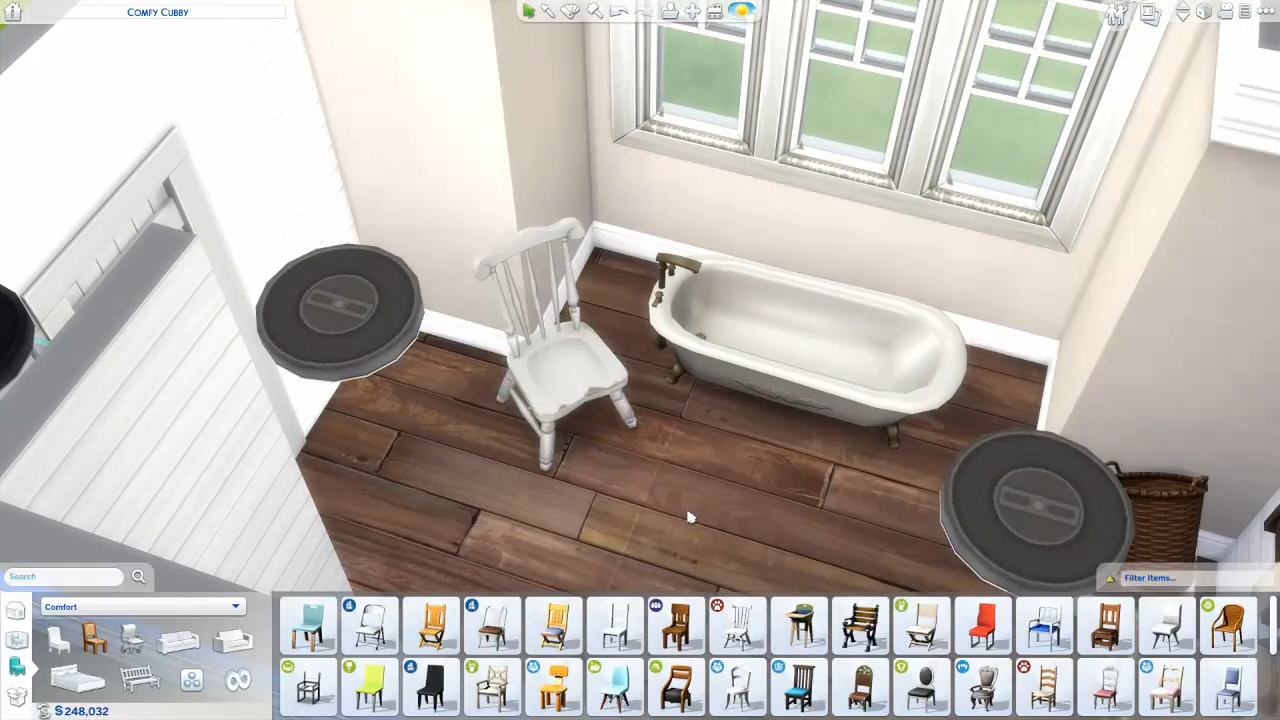 COMFY CUBBY
Search
Filter Items...
Comfort
§248,032